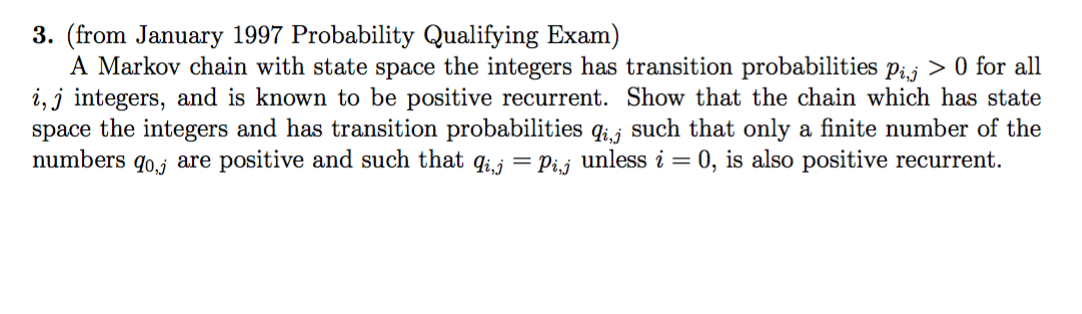 3. (from January 1997 Probability Qualifying Exam)
A Markov chain with state space the integers has transition probabilities p_{i,j} > 0 for all
i, j integers, and is known to be positive recurrent. Show that the chain which has state
space the integers and has transition probabilities q_{i,j} such that only a finite number of the
numbers q_{0,j} are positive and such that q_{i,j} = p_{i,j} unless i = 0, is also positive recurrent.